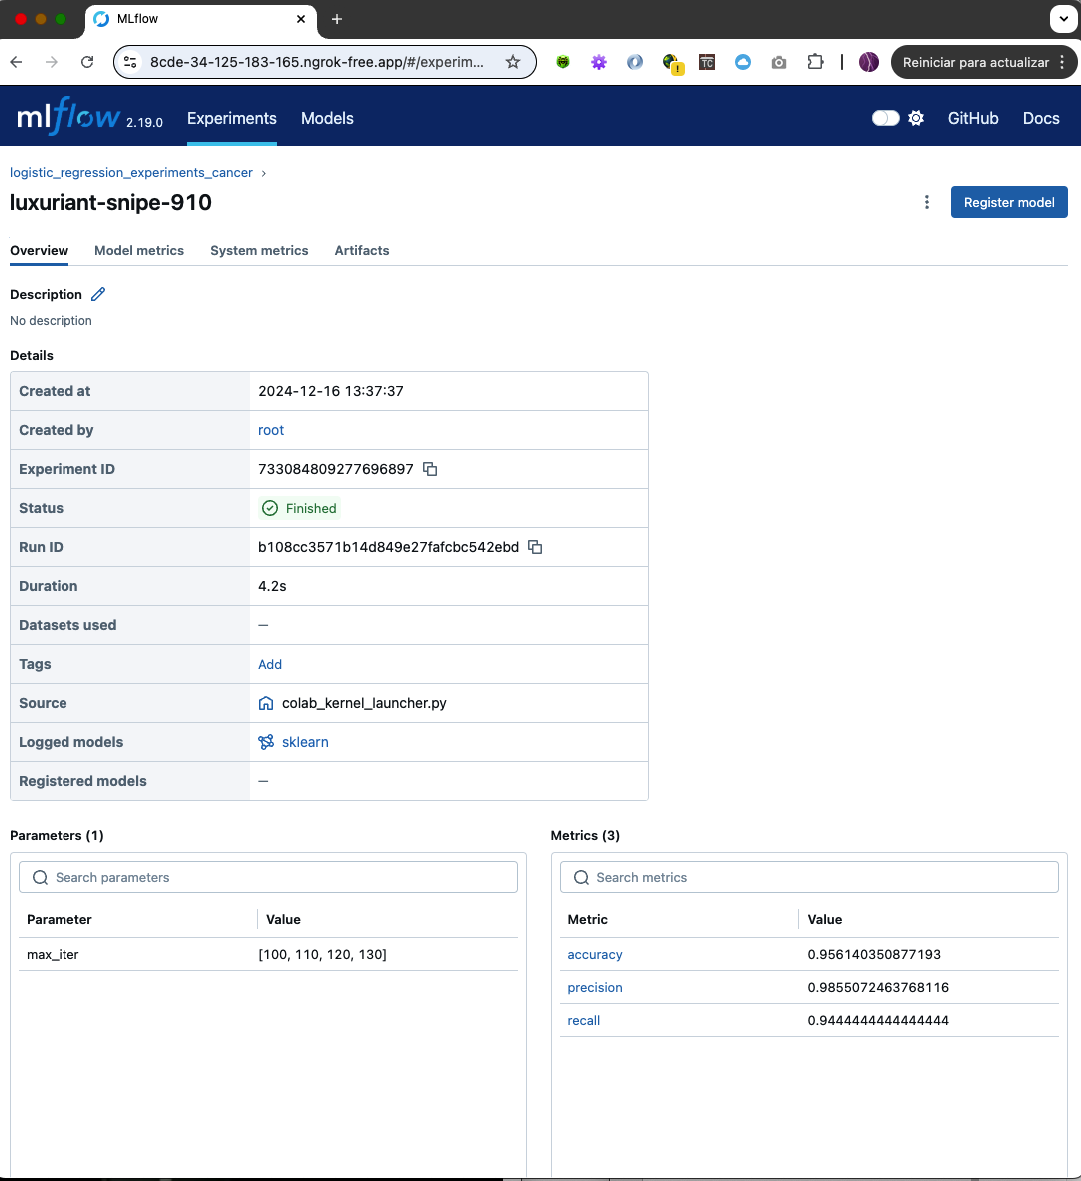 MLflow
8cde-34-125-183-165.ngrok-free.app/#/experim...
TC
Reiniciar para actualizar
mlflow 2.19.0
Experiments
Models
GitHub
Docs
logistic_regression_experiments_cancer
luxuriant-snipe-910
Register model
Overview
Model metrics
System metrics
Artifacts
Description
No description
Details
Created at 2024-12-16 13:37:37
Created by root
Experiment ID 733084809277696897
Status Finished
Run ID b108cc3571b14d849e27fafcbc542ebd
Duration 4.2s
Datasets used —
Tags Add
Source colab_kernel_launcher.py
Logged models sklearn
Registered models —
Parameters (1)
Search parameters
Parameter Value
max_iter [100, 110, 120, 130]
Metrics (3)
Search metrics
Metric Value
accuracy 0.956140350877193
precision 0.9855072463768116
recall 0.9444444444444444